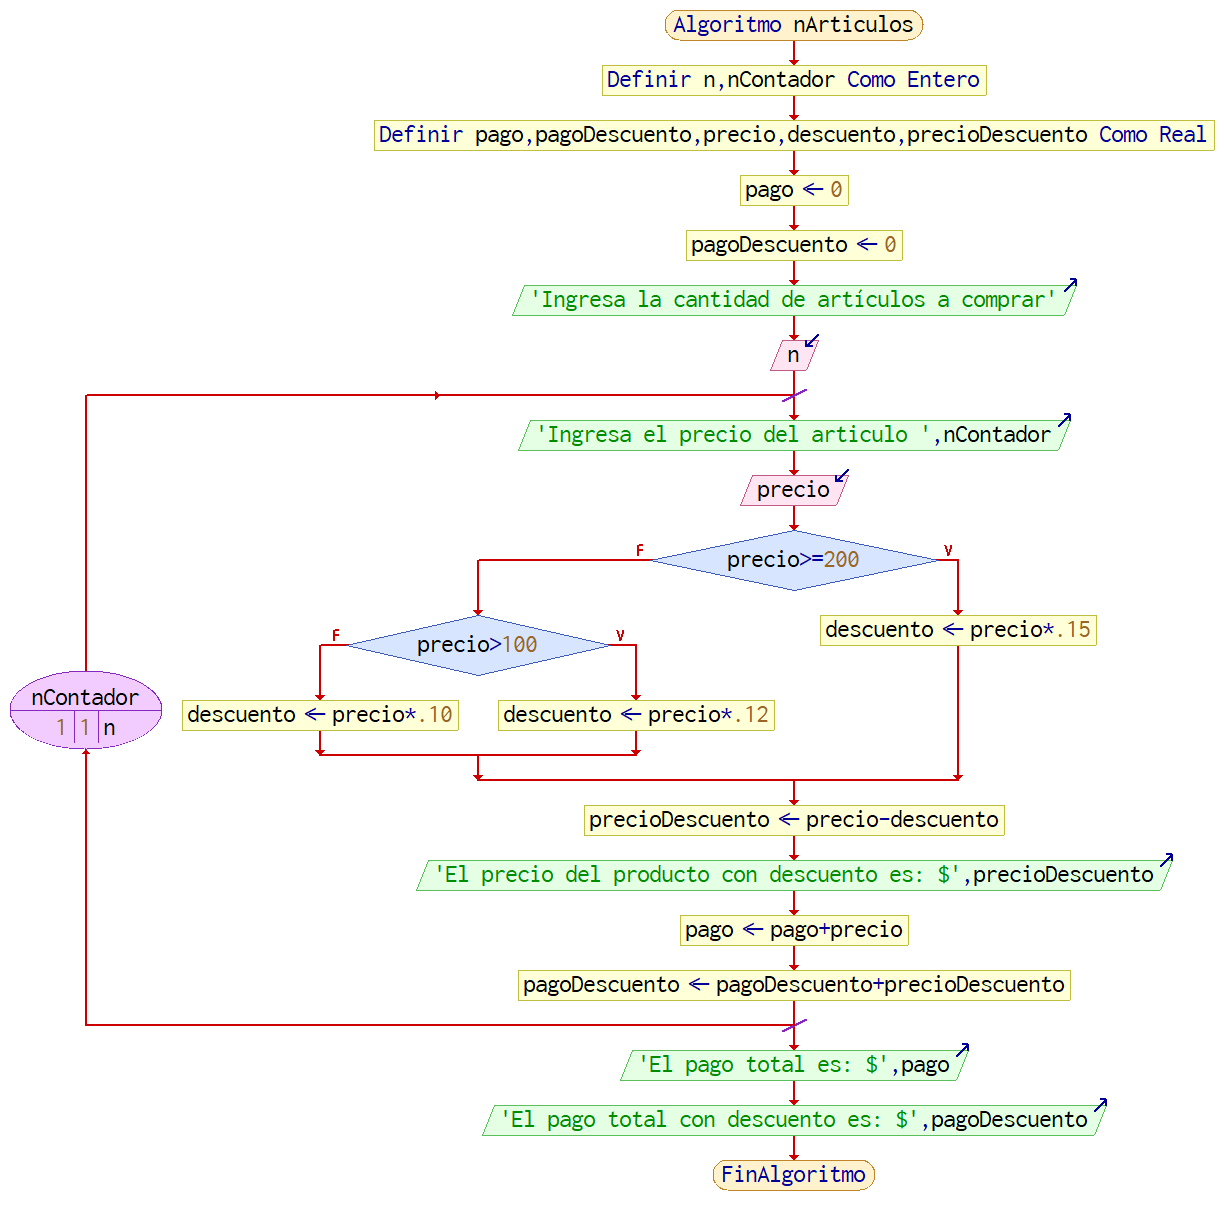 Algoritmo nArticulos
Definir n,nContador Como Entero
Definir pago,pagoDescuento,precio,descuento,precioDescuento Como Real
pago ← 0
pagoDescuento ← 0
'Ingresa la cantidad de artículos a comprar'
n
'Ingresa el precio del articulo ',nContador
precio
precio>=200
F
V
descuento ← precio*.15
precio>100
F
V
descuento ← precio*.10
descuento ← precio*.12
nContador
1 1 n
precioDescuento ← precio-descuento
'El precio del producto con descuento es: $',precioDescuento
pago ← pago+precio
pagoDescuento ← pagoDescuento+precioDescuento
'El pago total es: $',pago
'El pago total con descuento es: $',pagoDescuento
FinAlgoritmo